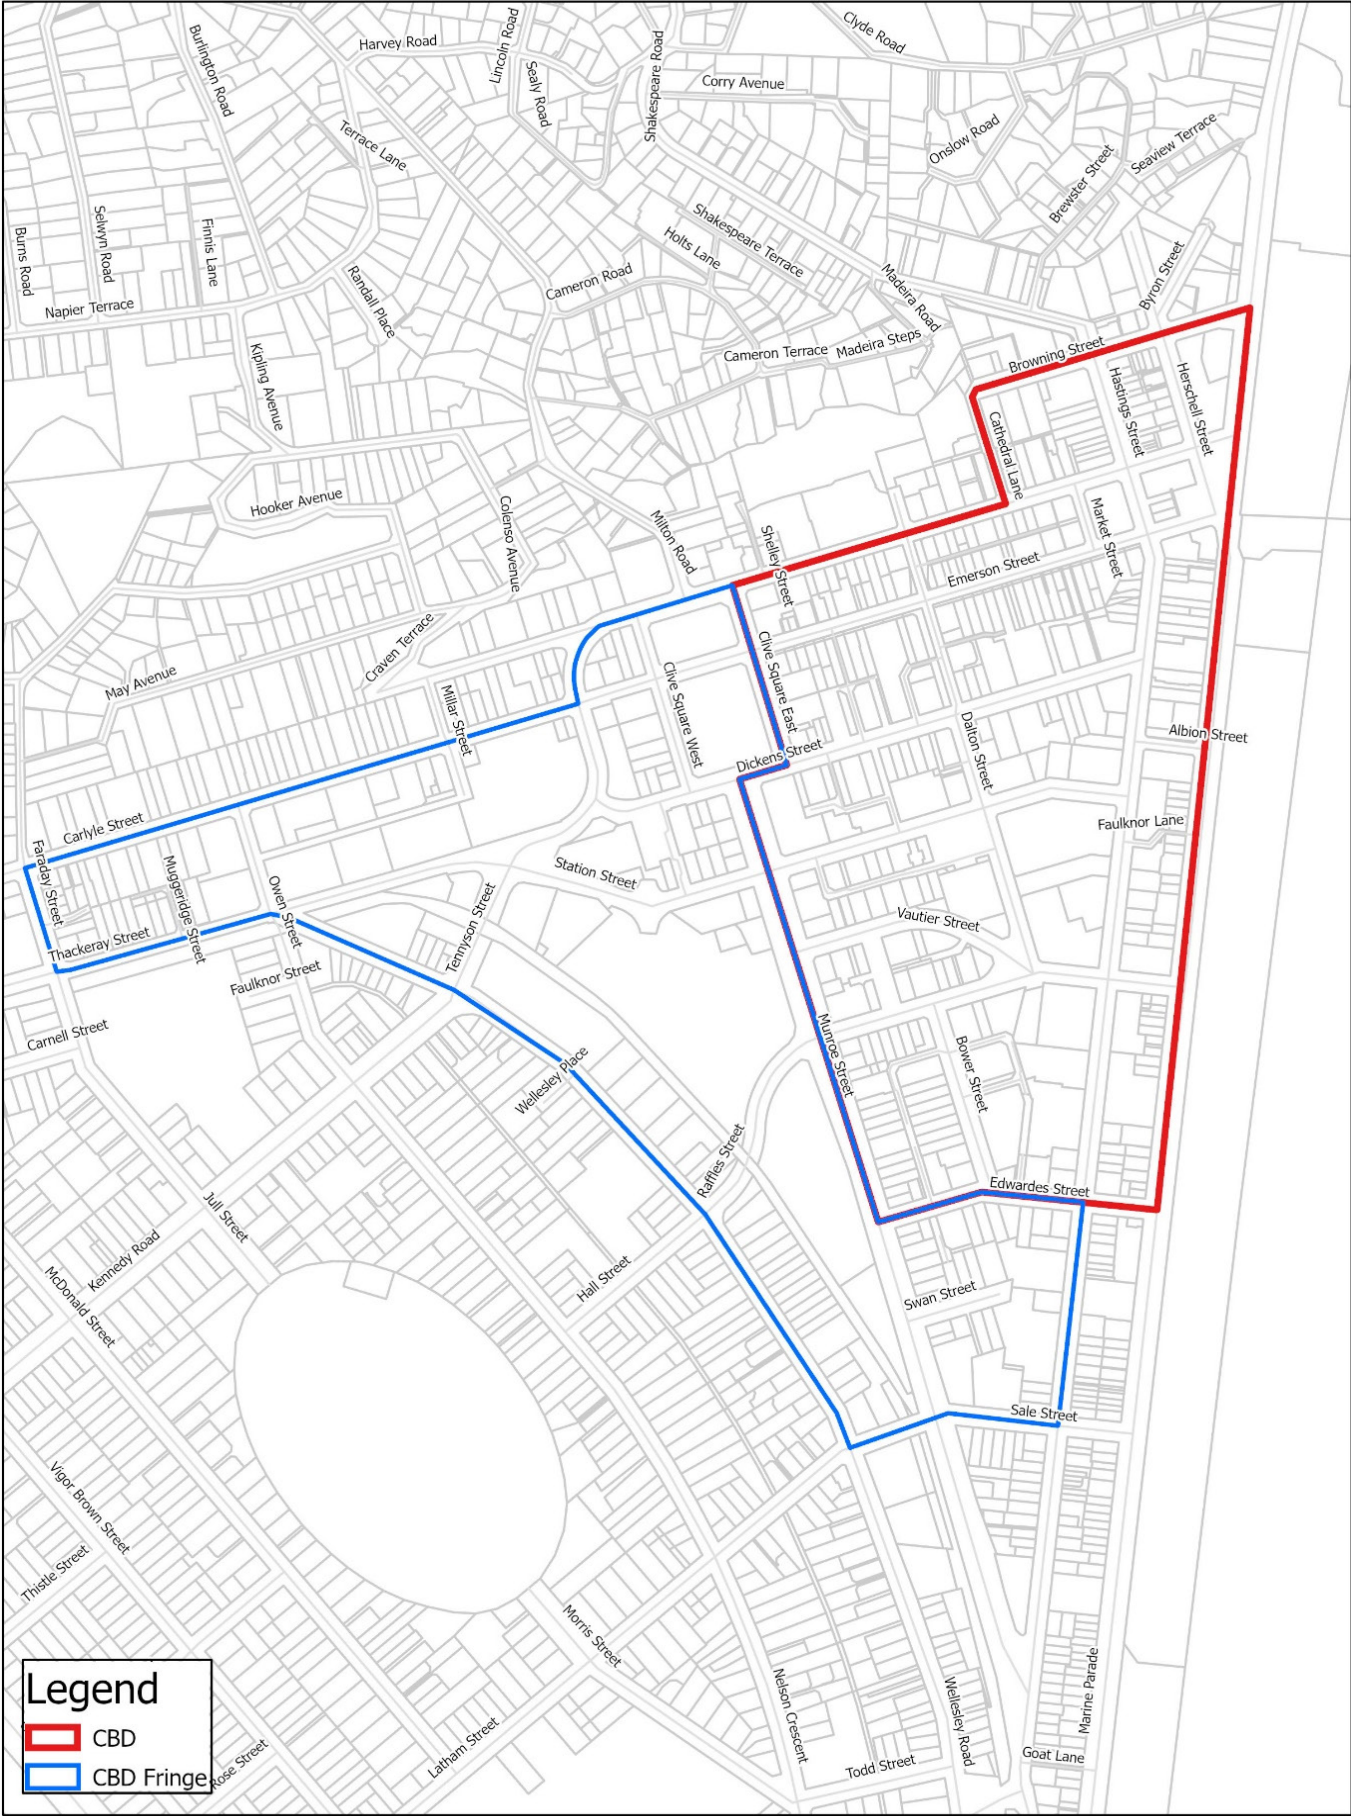 Clyde Road
Burlington Road
Harvey Road
Lincoln Road
Shakespeare Road
Sealy Road
Corry Avenue
Terrace Lane
Onslow Road
Seaview Terrace
Brewster Street
Selwyn Road
Finnis Lane
Burns Road
Shakespeare Terrace
Holts Lane
Byron Street
Randall Place
Cameron Road
Madeira Road
Napier Terrace
Cameron Terrace
Madeira Steps
Browning Street
Kipling Avenue
Hastings Street
Herschell Street
Cathedral Lane
Hooker Avenue
Colenso Avenue
Milton Road
Shelley Street
Market Street
Emerson Street
Craven Terrace
May Avenue
Clive Square East
Clive Square West
Millar Street
Dalton Street
Albion Street
Dickens Street
Carlyle Street
Faulknor Lane
Faraday Street
Muggeridge Street
Owen Street
Station Street
Tennyson Street
Vautier Street
Thackeray Street
Faulknor Street
Carnell Street
Munroe Street
Bower Street
Wellesley Place
Raffles Street
Edwardes Street
Jull Street
Kennedy Road
Hall Street
McDonald Street
Swan Street
Sale Street
Vigor Brown Street
Thistle Street
Morris Street
Nelson Crescent
Wellesley Road
Marine Parade
Latham Street
Todd Street
Goat Lane
Rose Street
Legend
CBD
CBD Fringe